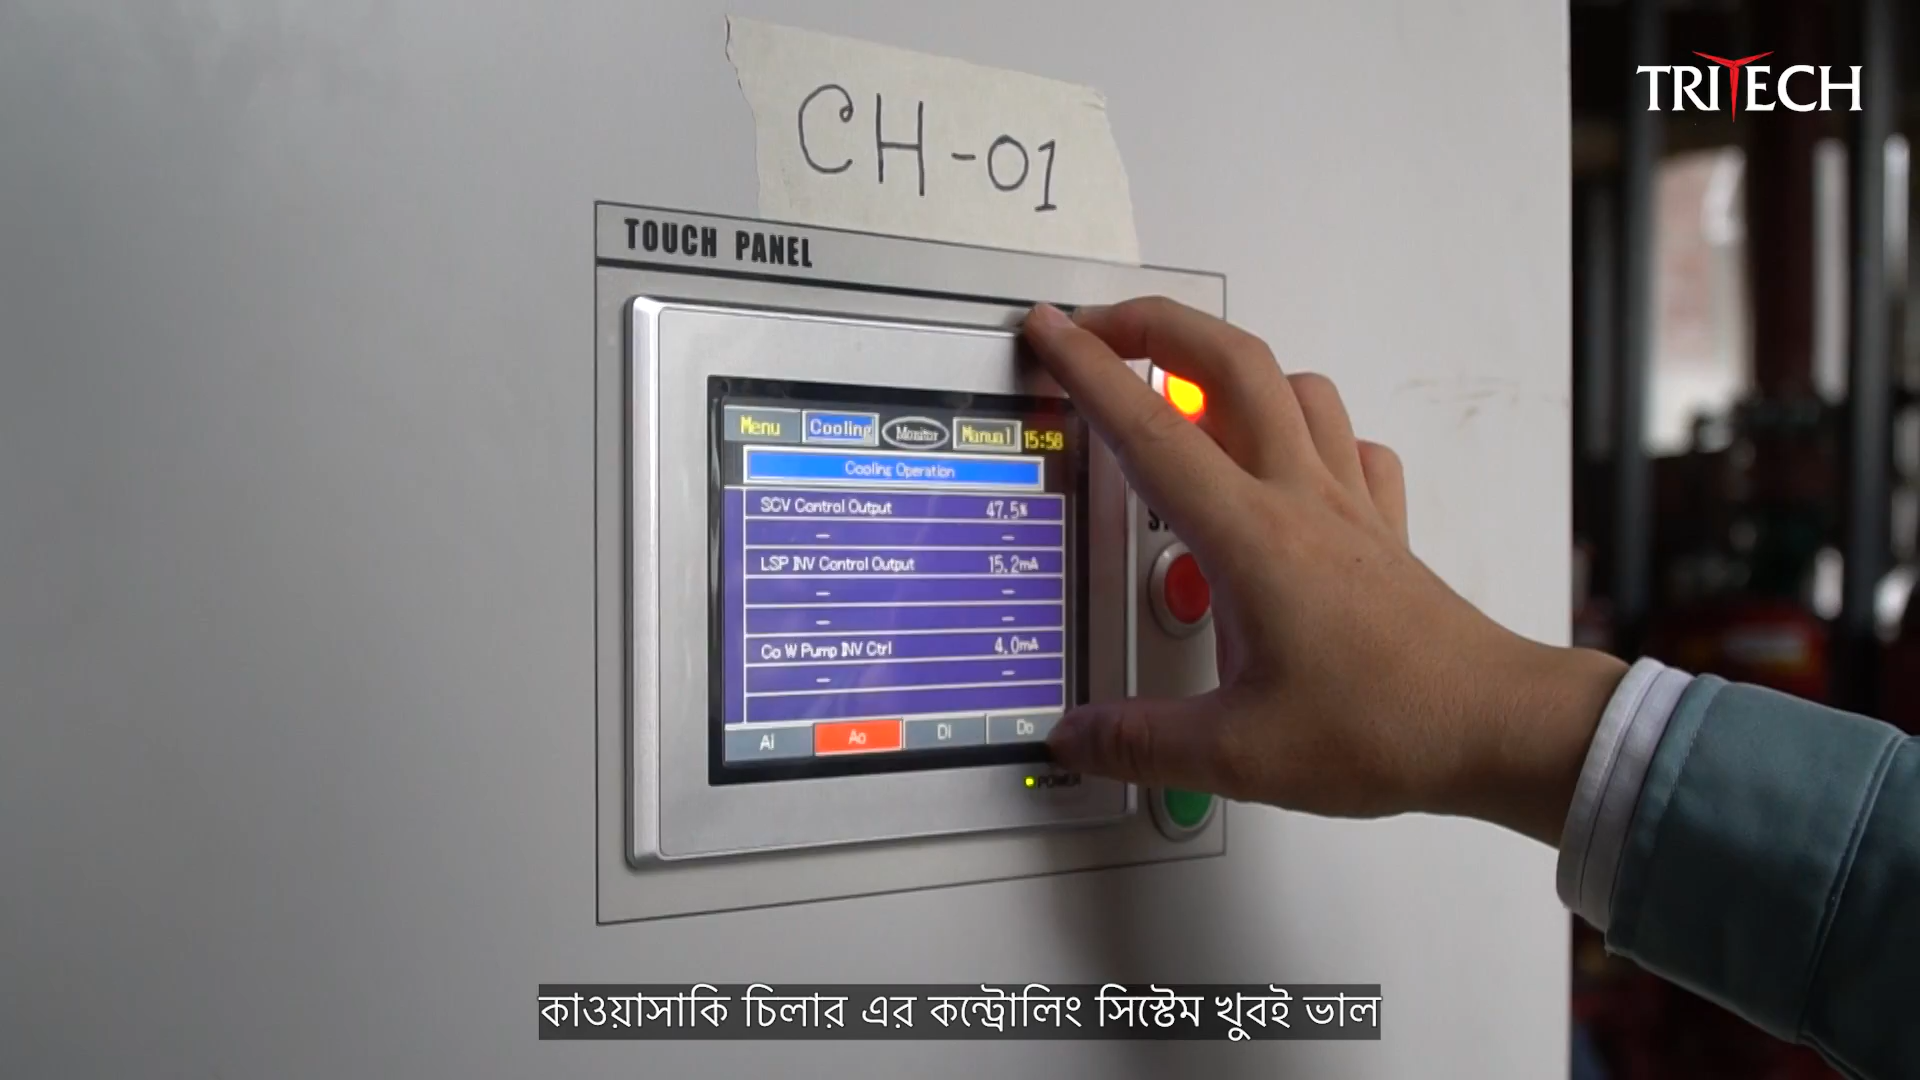 TRITECH
CH-01
TOUCH PANEL
Menu Cooling Monitor Manual 15:58
Cooling Operation
SCV Control Output 47.5%
–  –
LSP INV Control Output 15.2mA
–  –
–  –
Co W Pump INV Ctrl 4.0mA
–  –
Ai Ao Di Do
POWER
কাওয়াসাকি চিলার এর কন্ট্রোলিং সিস্টেম খুবই ভাল